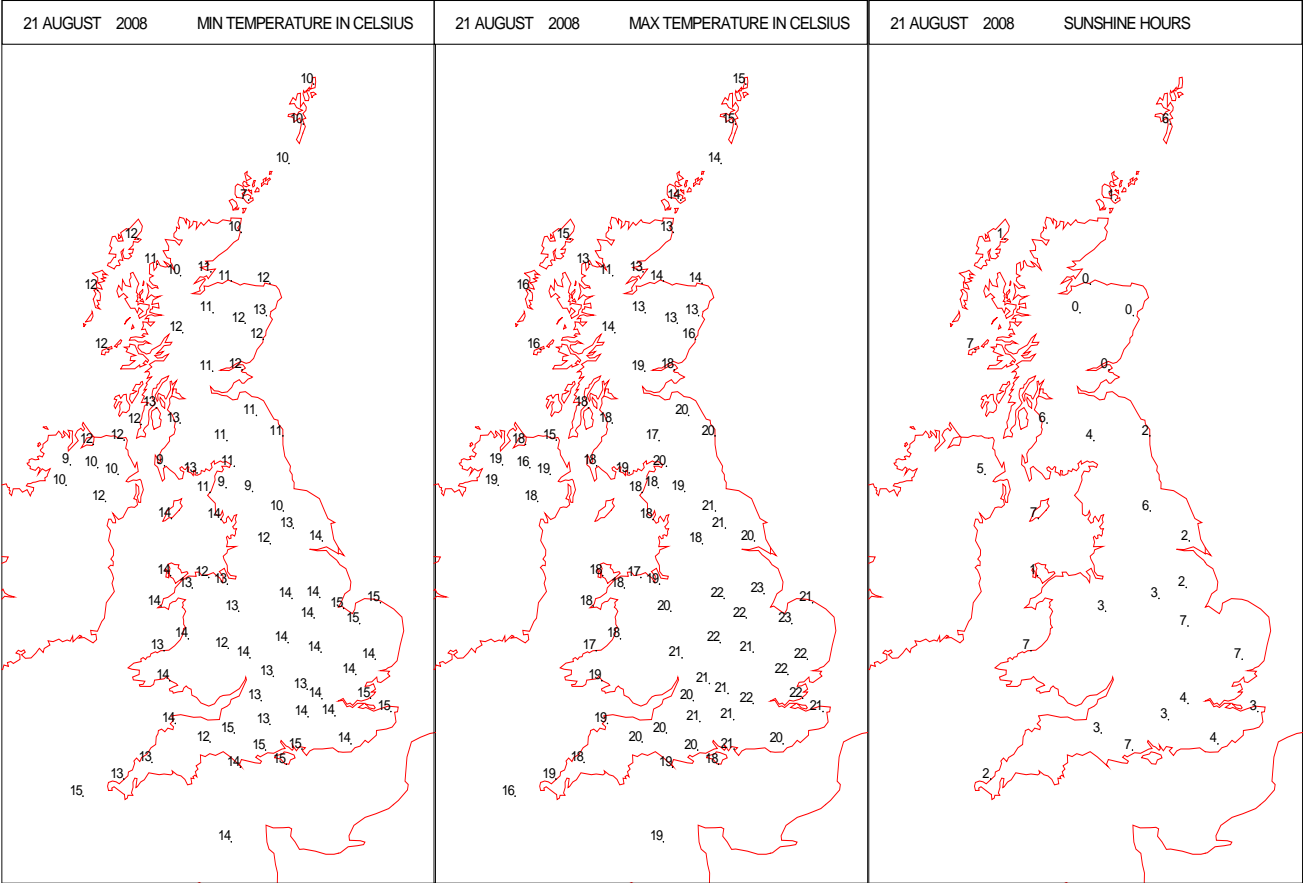 21 AUGUST 2008 MIN TEMPERATURE IN CELSIUS
10
10
10
7
10
12
11 10 11
11 12
12
11 12 13
12 12
12
11 12
13
12 13 11
12 12 11 11
9 10 10 9 13 11
10 12 11 9 9
14 14 10
13
12 14
14 13 12 13
14 13 14 14 15 15
14 15
13 14 12 14 14 14 14
14 13 14
13 13 14 15
14 15 13 14 14 15
12 15 15 14
13 14 15
13
15
14
21 AUGUST 2008 MAX TEMPERATURE IN CELSIUS
15
15
14
14
13
15
13 11 13
14 14
16
13 13 13
14 16
16
19 18
18
18 20
18 15 17 20
19 16 19 18 19 20
19 18 18 18 19
18 21
21
18 20
18 18 17 19
18 20 22 23 21
22 23
17 18 21 22 21 22
19 22
21 21 22 22
19 20 21 21 21
20 20 20 21 20
18 19 18
19
16
19
21 AUGUST 2008 SUNSHINE HOURS
6
1
1
0
0 0
7
0
6
4 2
5
7 6
2
1
3 3 2
7
7 7
4
3 3 3
7 4
2